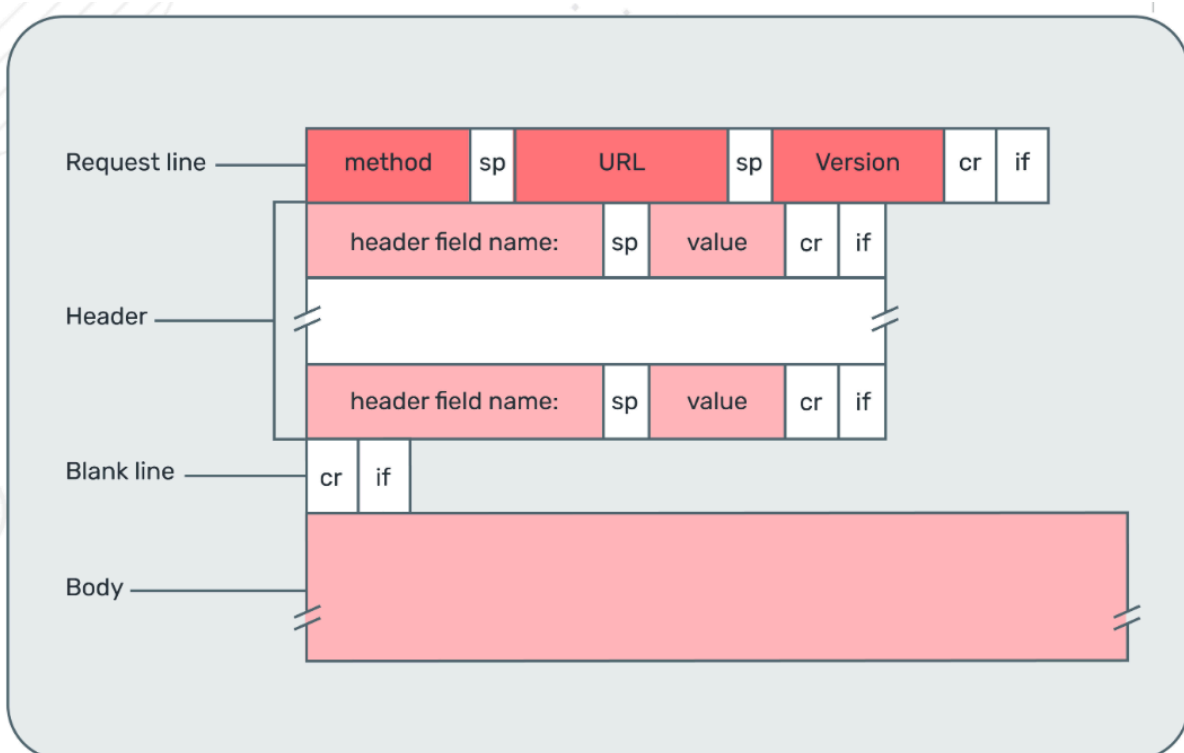 Request line method sp URL sp Version cr if
header field name: sp value cr if
Header
header field name: sp value cr if
Blank line cr if
Body